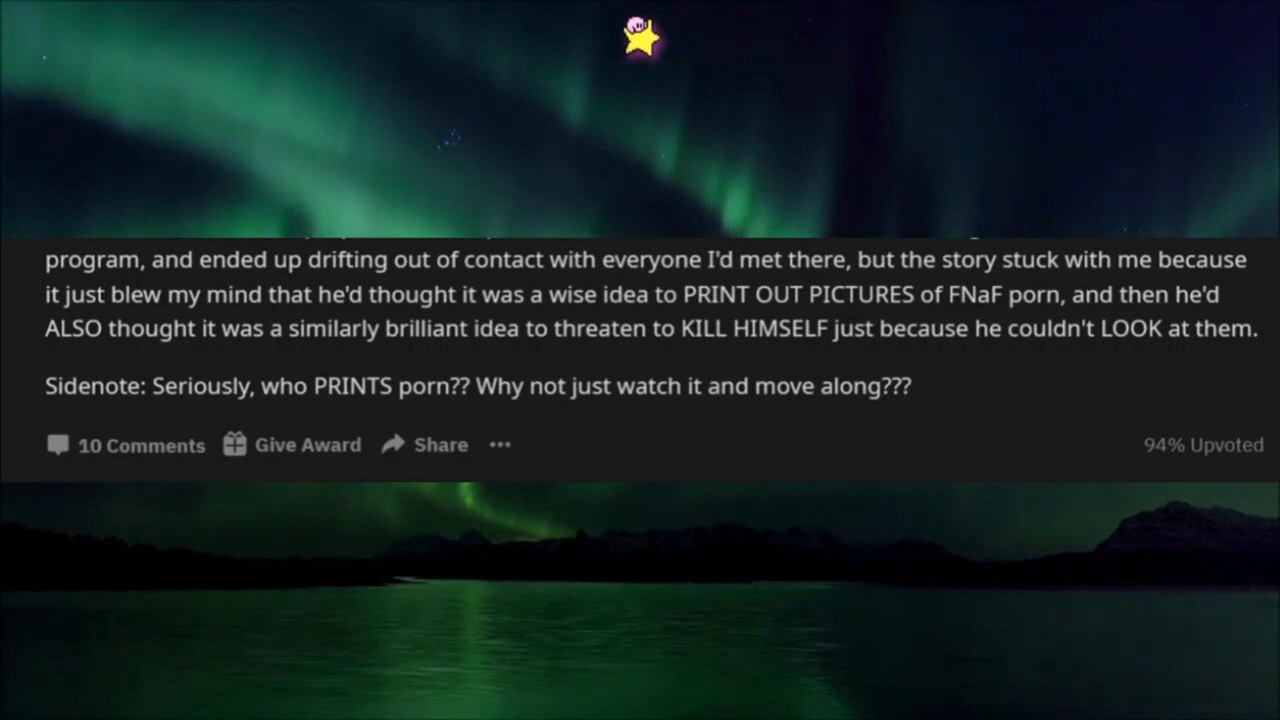 program, and ended up drifting out of contact with everyone I'd met there, but the story stuck with me because
it just blew my mind that he'd thought it was a wise idea to PRINT OUT PICTURES of FNaF porn, and then he'd
ALSO thought it was a similarly brilliant idea to threaten to KILL HIMSELF just because he couldn't LOOK at them.
Sidenote: Seriously, who PRINTS porn?? Why not just watch it and move along???
10 Comments Give Award Share ••• 94% Upvoted